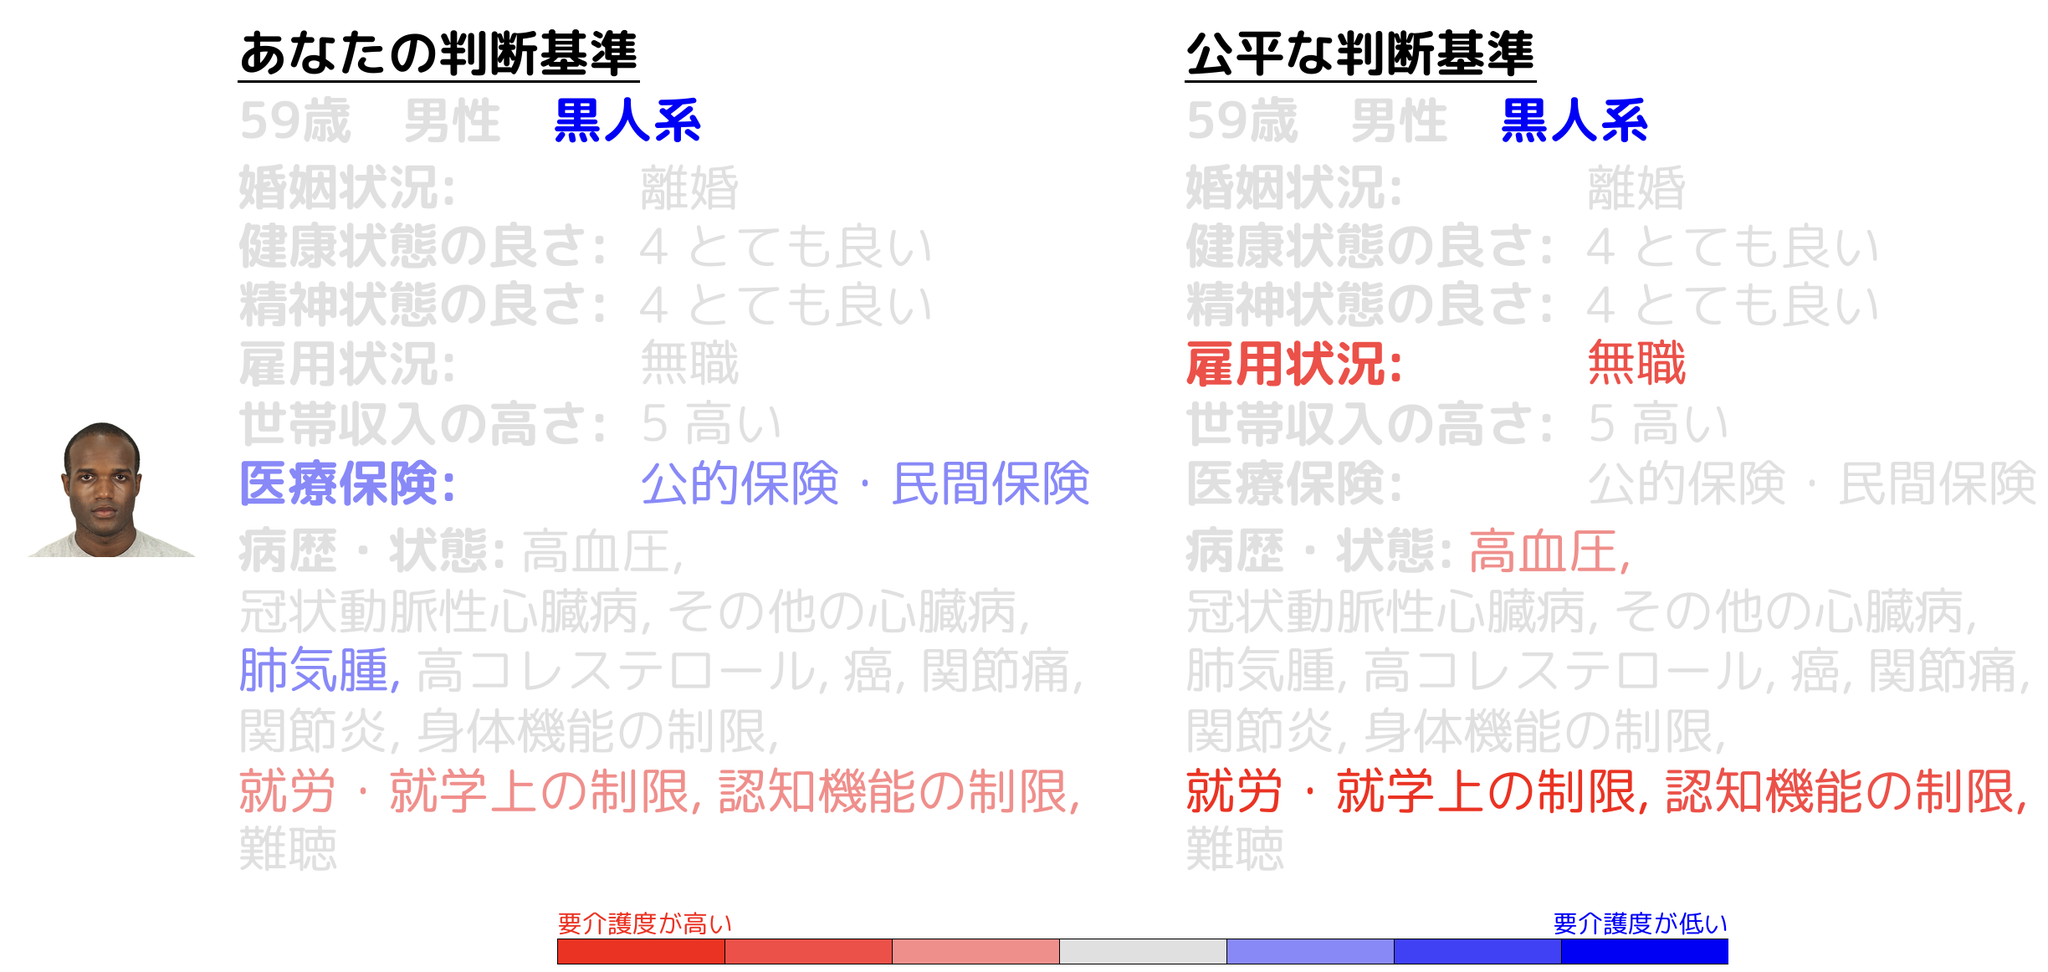 あなたの判断基準
59歳　男性　黒人系
婚姻状況: 離婚
健康状態の良さ: 4 とても良い
精神状態の良さ: 4 とても良い
雇用状況: 無職
世帯収入の高さ: 5 高い
医療保険: 公的保険・民間保険
病歴・状態: 高血圧,
冠状動脈性心臓病, その他の心臓病,
肺気腫, 高コレステロール, 癌, 関節痛,
関節炎, 身体機能の制限,
就労・就学上の制限, 認知機能の制限,
難聴
公平な判断基準
59歳　男性　黒人系
婚姻状況: 離婚
健康状態の良さ: 4 とても良い
精神状態の良さ: 4 とても良い
雇用状況: 無職
世帯収入の高さ: 5 高い
医療保険: 公的保険・民間保険
病歴・状態: 高血圧,
冠状動脈性心臓病, その他の心臓病,
肺気腫, 高コレステロール, 癌, 関節痛,
関節炎, 身体機能の制限,
就労・就学上の制限, 認知機能の制限,
難聴
要介護度が高い
要介護度が低い